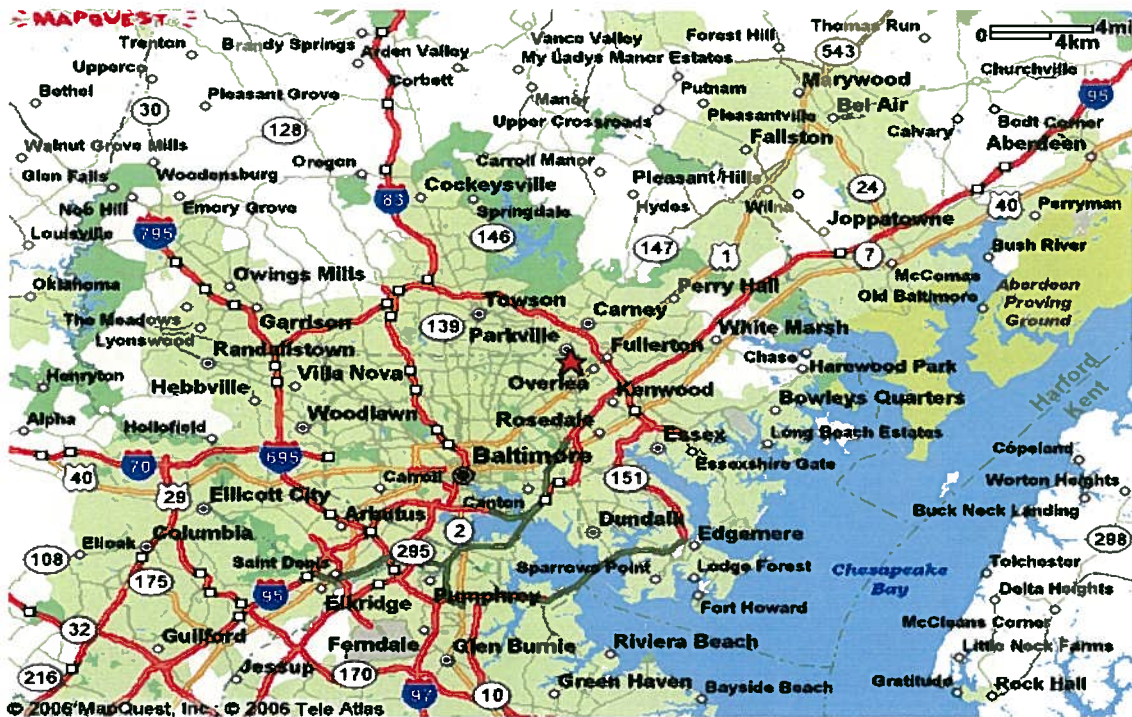 MAPQUEST
Trenton
Brandy Springs
Arden Valley
Vance Valley
Forest Hill
Thomas Run
0 4mi
4km
Upperco
Corbett
My Ladys Manor Estates
543
Churchville
Bethel
30
Pleasant Grove
Manor
Putnam
Marywood
95
128
Upper Crossroads
Pleasantville
Bel Air
Calvary
Badt Corner
Walnut Grove Mills
Oregon
Carroll Manor
Fallston
Aberdeen
Glen Falls
Woodensburg
83
Cockeysville
Pleasant Hills
24
Nob Hill
Emory Grove
Springdale
Hydes
Wilna
Joppatowne
40
Perryman
Louisville
795
146
147
1
7
Bush River
Owings Mills
McComas
Oklahoma
Towson
Carney
Perry Hall
Old Baltimore
Aberdeen
Proving
Ground
The Meadows
Garrison
139
Parkville
White Marsh
Lyonswood
Randallstown
Fullerton
Chase
Harewood Park
Henryton
Hebbville
Villa Nova
Overlea
Kenwood
Harford
Kent
Alpha
Woodlawn
Rosedale
Bowleys Quarters
Hollofield
Essex
Long Beach Estates
Copeland
70
695
Baltimore
Essexshire Gate
40
29
Carroll
151
Worton Heights
Ellicott City
Canton
Buck Neck Landing
Columbia
Arbutus
2
Dundalk
Edgemere
298
108
Elioak
295
Saint Denis
Sparrows Point
Lodge Forest
Chesapeake
Bay
Tolchester
175
95
Elkridge
Pumphrey
Fort Howard
Delta Heights
32
Guilford
Ferndale
Glen Burnie
Riviera Beach
McCleans Corner
Little Neck Farms
216
Jessup
170
97
10
Green Haven
Bayside Beach
Gratitude
Rock Hall
© 2006 MapQuest, Inc.; © 2006 Tele Atlas